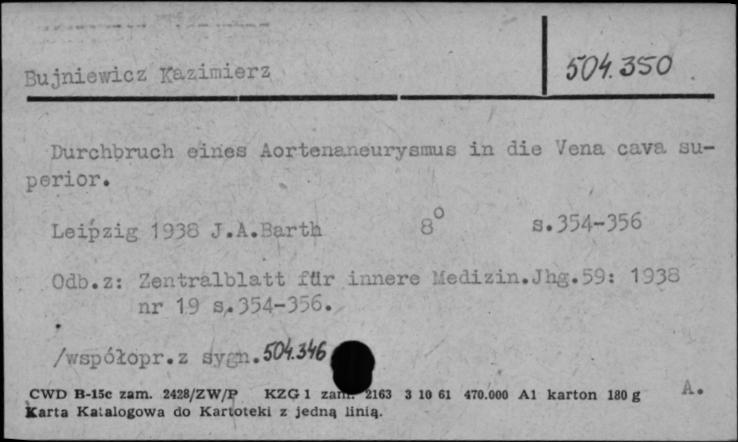 Bujniewicz Kazimierz
504.350
Durchbruch eines Aortenaneurysmus in die Vena cava su-
perior.
Leipzig 1938 J.A.Barth 8° s.354-356
Odb.z: Zentralblatt für innere Medizin.Jhg.59: 1938
nr 19 s.354-356.
/współopr.z sygn.504.346
A.
CWD B-15c zam. 2428/ZW/P KZG 1 zam. 2163 3 10 61 470.000 A1 karton 180 g
Karta Katalogowa do Kartoteki z jedną linią.